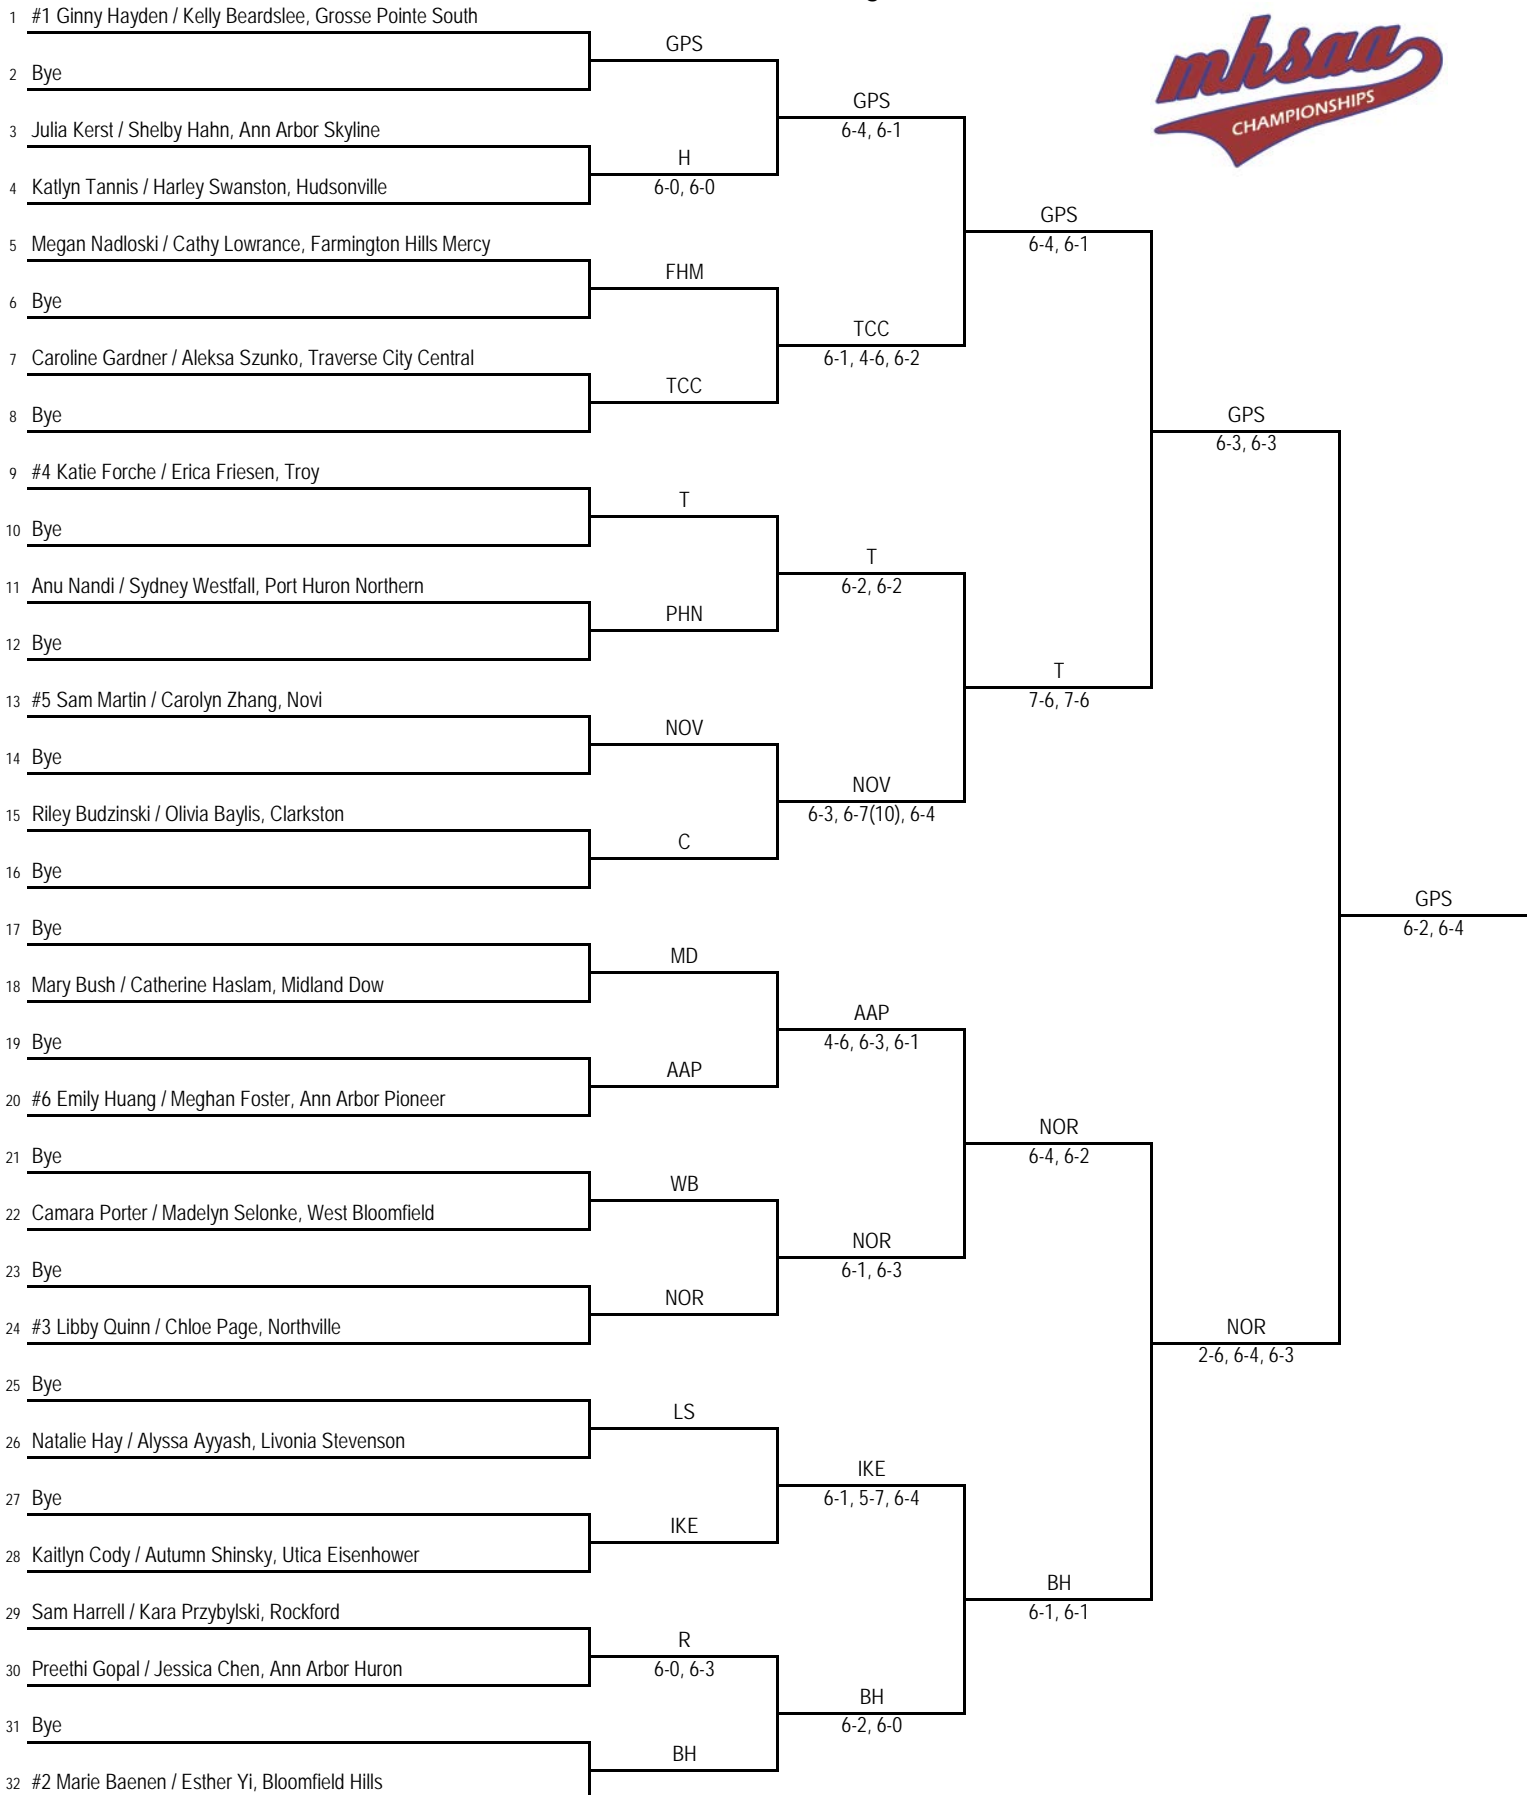 1 #1 Ginny Hayden / Kelly Beardslee, Grosse Pointe South
2 Bye
3 Julia Kerst / Shelby Hahn, Ann Arbor Skyline
4 Katlyn Tannis / Harley Swanston, Hudsonville
5 Megan Nadloski / Cathy Lowrance, Farmington Hills Mercy
6 Bye
7 Caroline Gardner / Aleksa Szunko, Traverse City Central
8 Bye
9 #4 Katie Forche / Erica Friesen, Troy
10 Bye
11 Anu Nandi / Sydney Westfall, Port Huron Northern
12 Bye
13 #5 Sam Martin / Carolyn Zhang, Novi
14 Bye
15 Riley Budzinski / Olivia Baylis, Clarkston
16 Bye
17 Bye
18 Mary Bush / Catherine Haslam, Midland Dow
19 Bye
20 #6 Emily Huang / Meghan Foster, Ann Arbor Pioneer
21 Bye
22 Camara Porter / Madelyn Selonke, West Bloomfield
23 Bye
24 #3 Libby Quinn / Chloe Page, Northville
25 Bye
26 Natalie Hay / Alyssa Ayyash, Livonia Stevenson
27 Bye
28 Kaitlyn Cody / Autumn Shinsky, Utica Eisenhower
29 Sam Harrell / Kara Przybylski, Rockford
30 Preethi Gopal / Jessica Chen, Ann Arbor Huron
31 Bye
32 #2 Marie Baenen / Esther Yi, Bloomfield Hills
GPS
H
6-0, 6-0
FHM
TCC
T
PHN
NOV
C
MD
AAP
WB
NOR
LS
IKE
R
6-0, 6-3
BH
GPS
6-4, 6-1
TCC
6-1, 4-6, 6-2
T
6-2, 6-2
NOV
6-3, 6-7(10), 6-4
AAP
4-6, 6-3, 6-1
NOR
6-1, 6-3
IKE
6-1, 5-7, 6-4
BH
6-2, 6-0
GPS
6-4, 6-1
T
7-6, 7-6
NOR
6-4, 6-2
BH
6-1, 6-1
GPS
6-3, 6-3
NOR
2-6, 6-4, 6-3
GPS
6-2, 6-4
mhsaa
CHAMPIONSHIPS